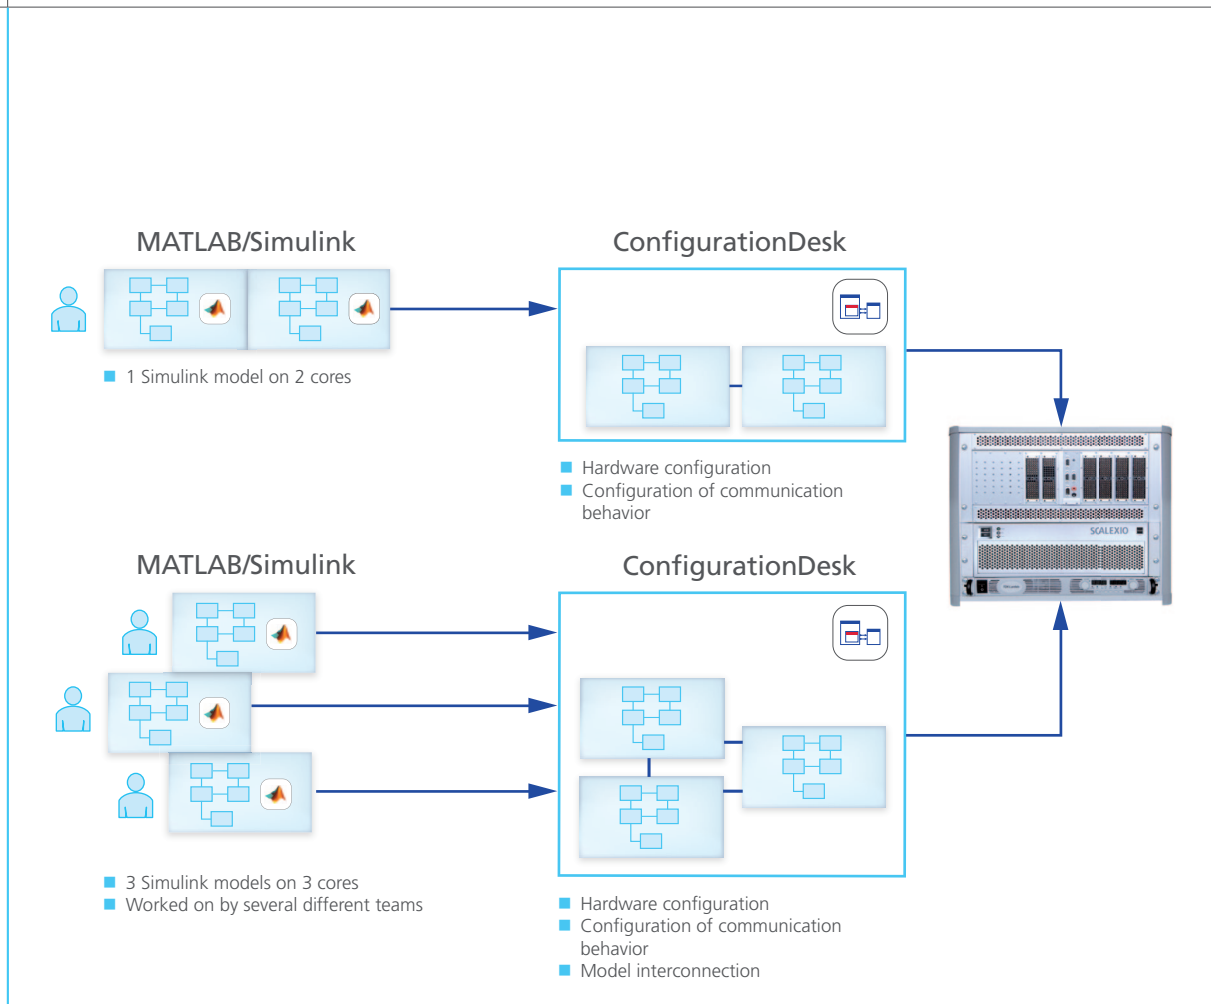 MATLAB/Simulink
ConfigurationDesk
1 Simulink model on 2 cores
Hardware configuration
Configuration of communication
behavior
SCALEXIO
MATLAB/Simulink
ConfigurationDesk
3 Simulink models on 3 cores
Worked on by several different teams
Hardware configuration
Configuration of communication
behavior
Model interconnection